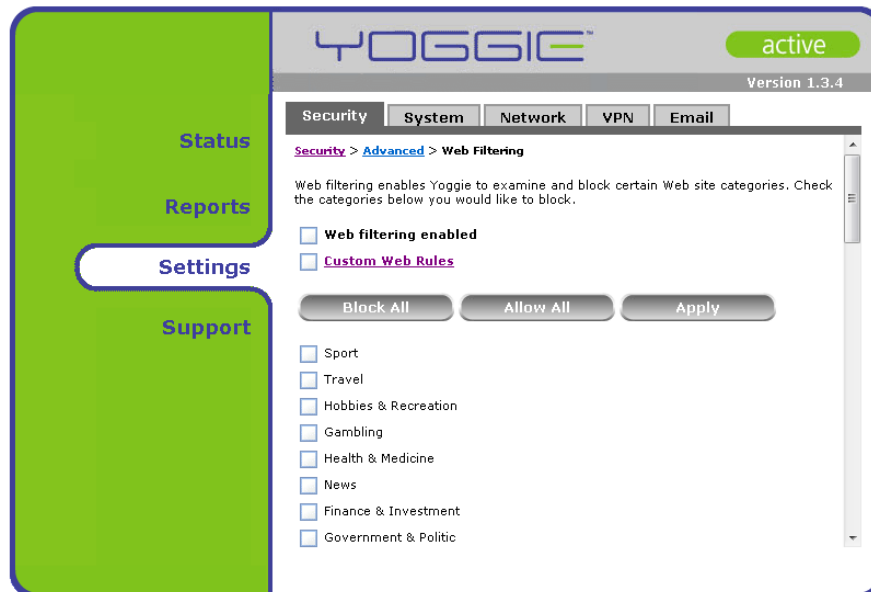 YOGGIE™
active
Version 1.3.4
Status
Reports
Settings
Support
Security System Network VPN Email
Security > Advanced > Web Filtering
Web filtering enables Yoggie to examine and block certain Web site categories. Check
the categories below you would like to block.
Web filtering enabled
Custom Web Rules
Block All Allow All Apply
Sport
Travel
Hobbies & Recreation
Gambling
Health & Medicine
News
Finance & Investment
Government & Politic